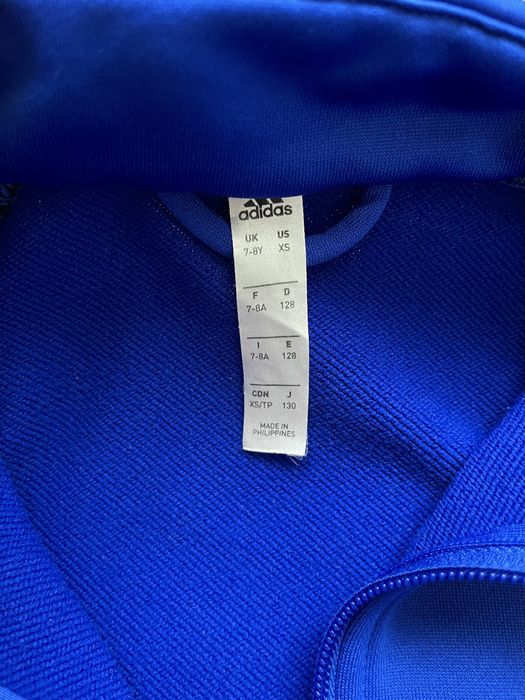 adidas
UK US
7-8Y XS
F D
7-8A 128
I E
7-8A 128
CDN J
XS/TP 130
MADE IN
PHILIPPINES